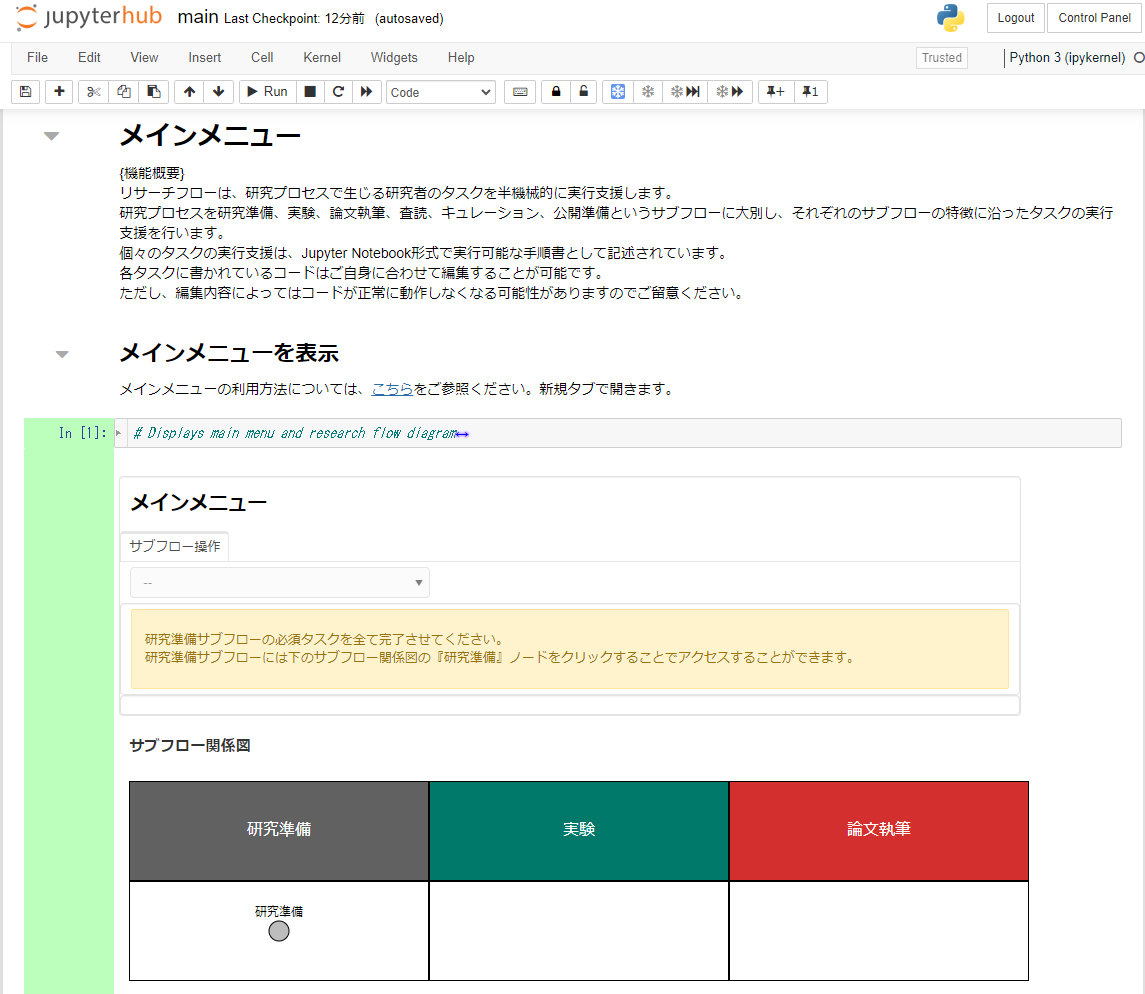 jupyterhub main Last Checkpoint: 12分前 (autosaved) Logout Control Panel
File Edit View Insert Cell Kernel Widgets Help Trusted Python 3 (ipykernel)
Run Code +1
メインメニュー
{機能概要}
リサーチフローは、研究プロセスで生じる研究者のタスクを半機械的に実行支援します。
研究プロセスを研究準備、実験、論文執筆、査読、キュレーション、公開準備というサブフローに大別し、それぞれのサブフローの特徴に沿ったタスクの実行
支援を行います。
個々のタスクの実行支援は、Jupyter Notebook形式で実行可能な手順書として記述されています。
各タスクに書かれているコードはご自身に合わせて編集することが可能です。
ただし、編集内容によってはコードが正常に動作しなくなる可能性がありますのでご留意ください。
メインメニューを表示
メインメニューの利用方法については、こちらをご参照ください。新規タブで開きます。
In [1]: # Displays main menu and research flow diagram↔
メインメニュー
サブフロー操作
--
研究準備サブフローの必須タスクを全て完了させてください。
研究準備サブフローには下のサブフロー関係図の『研究準備』ノードをクリックすることでアクセスすることができます。
サブフロー関係図
研究準備 実験 論文執筆
研究準備